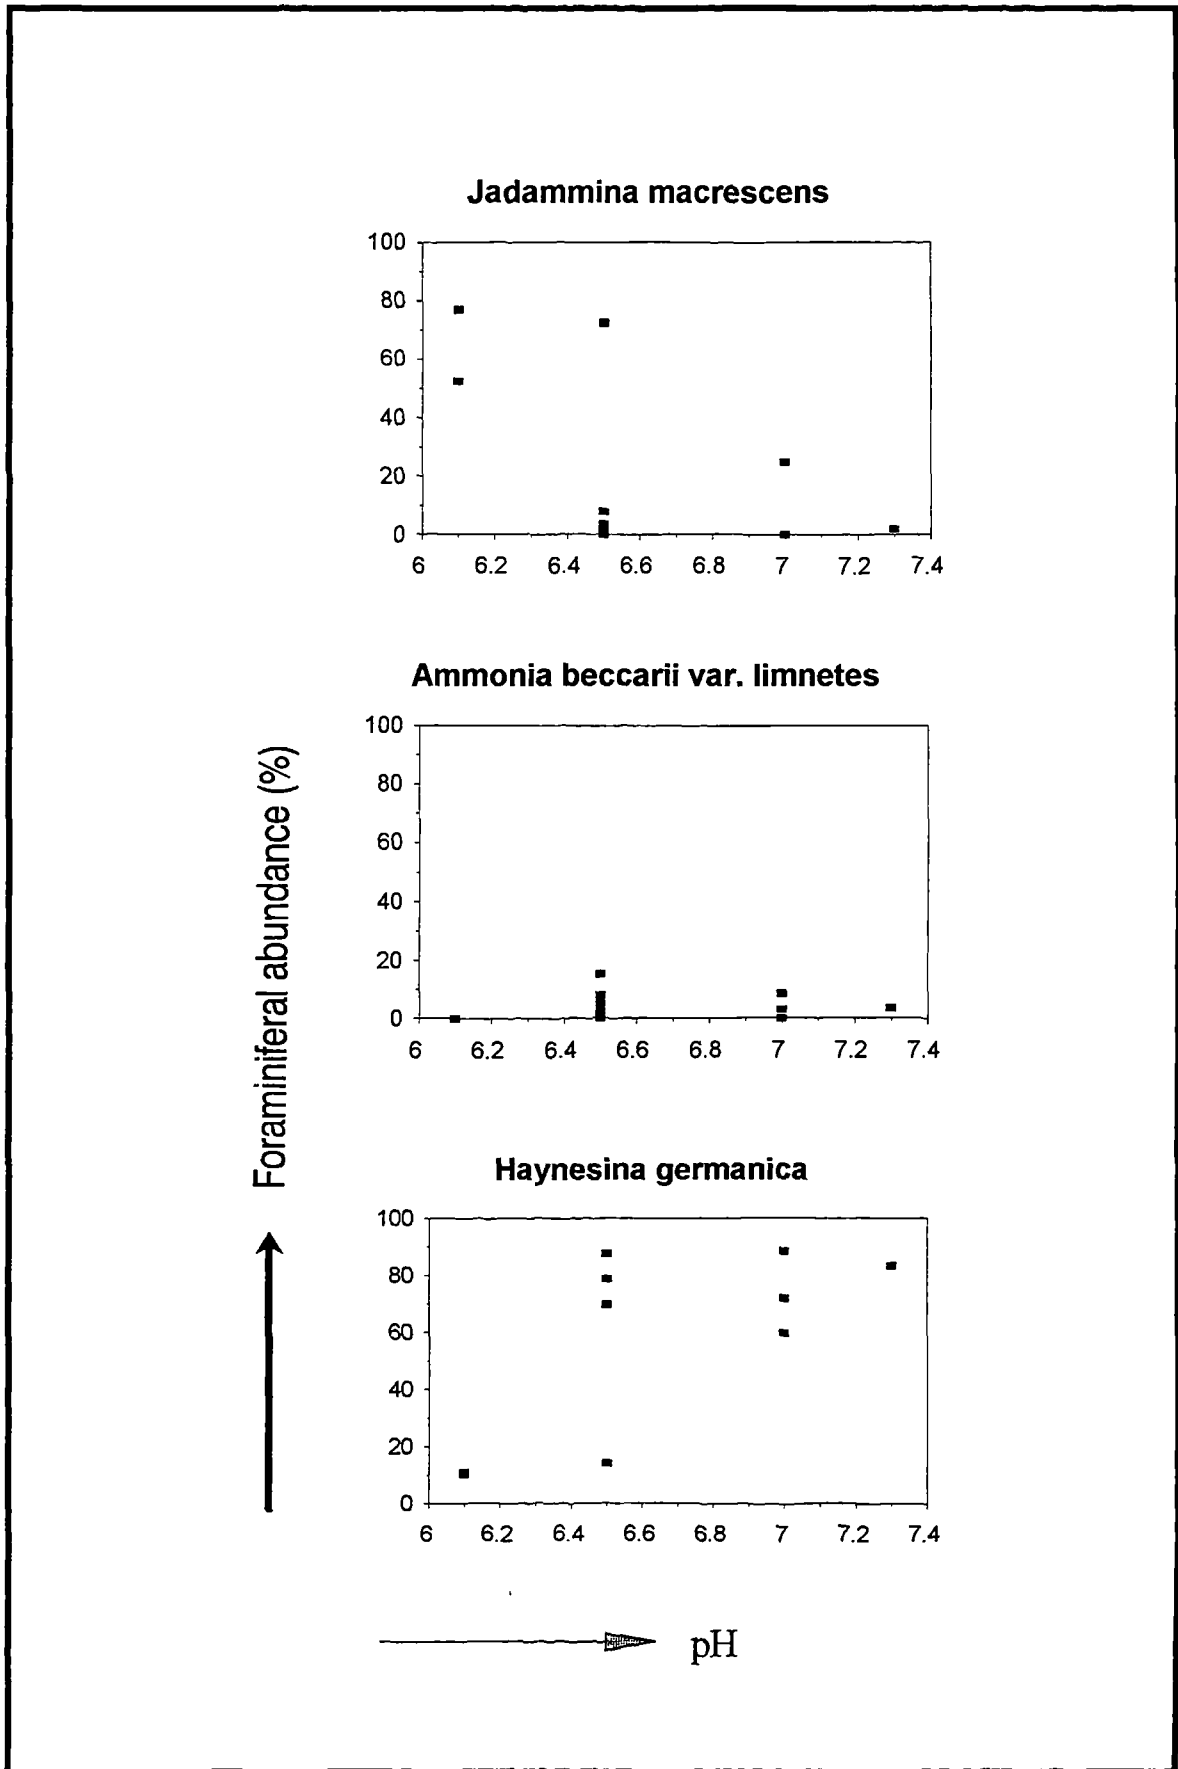 Jadammina macrescens
100
80
60
40
20
0
6 6.2 6.4 6.6 6.8 7 7.2 7.4
Ammonia beccarii var. limnetes
100
80
60
40
20
0
6 6.2 6.4 6.6 6.8 7 7.2 7.4
Foraminiferal abundance (%)
Haynesina germanica
100
80
60
40
20
0
6 6.2 6.4 6.6 6.8 7 7.2 7.4
pH